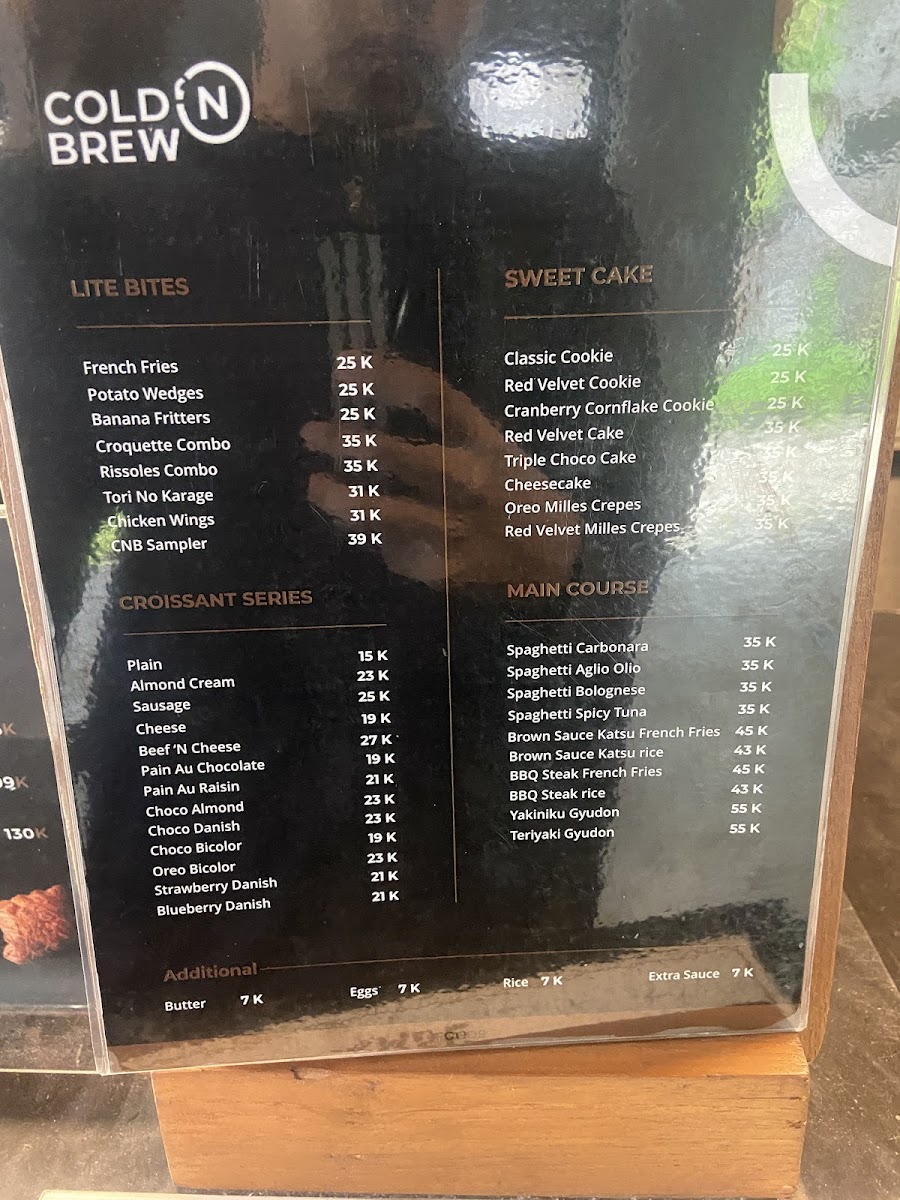 COLD 'N
BREW
LITE BITES
French Fries 25 K
Potato Wedges 25 K
Banana Fritters 25 K
Croquette Combo 35 K
Rissoles Combo 35 K
Tori No Karage 31 K
Chicken Wings 31 K
CNB Sampler 39 K
CROISSANT SERIES
Plain 15 K
Almond Cream 23 K
Sausage 25 K
Cheese 19 K
Beef 'N Cheese 27 K
Pain Au Chocolate 19 K
Pain Au Raisin 21 K
Choco Almond 23 K
Choco Danish 23 K
Choco Bicolor 19 K
Oreo Bicolor 23 K
Strawberry Danish 21 K
Blueberry Danish 21 K
SWEET CAKE
Classic Cookie 25 K
Red Velvet Cookie 25 K
Cranberry Cornflake Cookie 25 K
Red Velvet Cake 35 K
Triple Choco Cake 35 K
Cheesecake 35 K
Oreo Milles Crepes 35 K
Red Velvet Milles Crepes 35 K
MAIN COURSE
Spaghetti Carbonara 35 K
Spaghetti Aglio Olio 35 K
Spaghetti Bolognese 35 K
Spaghetti Spicy Tuna 35 K
Brown Sauce Katsu French Fries 45 K
Brown Sauce Katsu rice 43 K
BBQ Steak French Fries 45 K
BBQ Steak rice 43 K
Yakiniku Gyudon 55 K
Teriyaki Gyudon 55 K
Additional
Butter 7 K
Eggs 7 K
Rice 7 K
Extra Sauce 7 K
130K